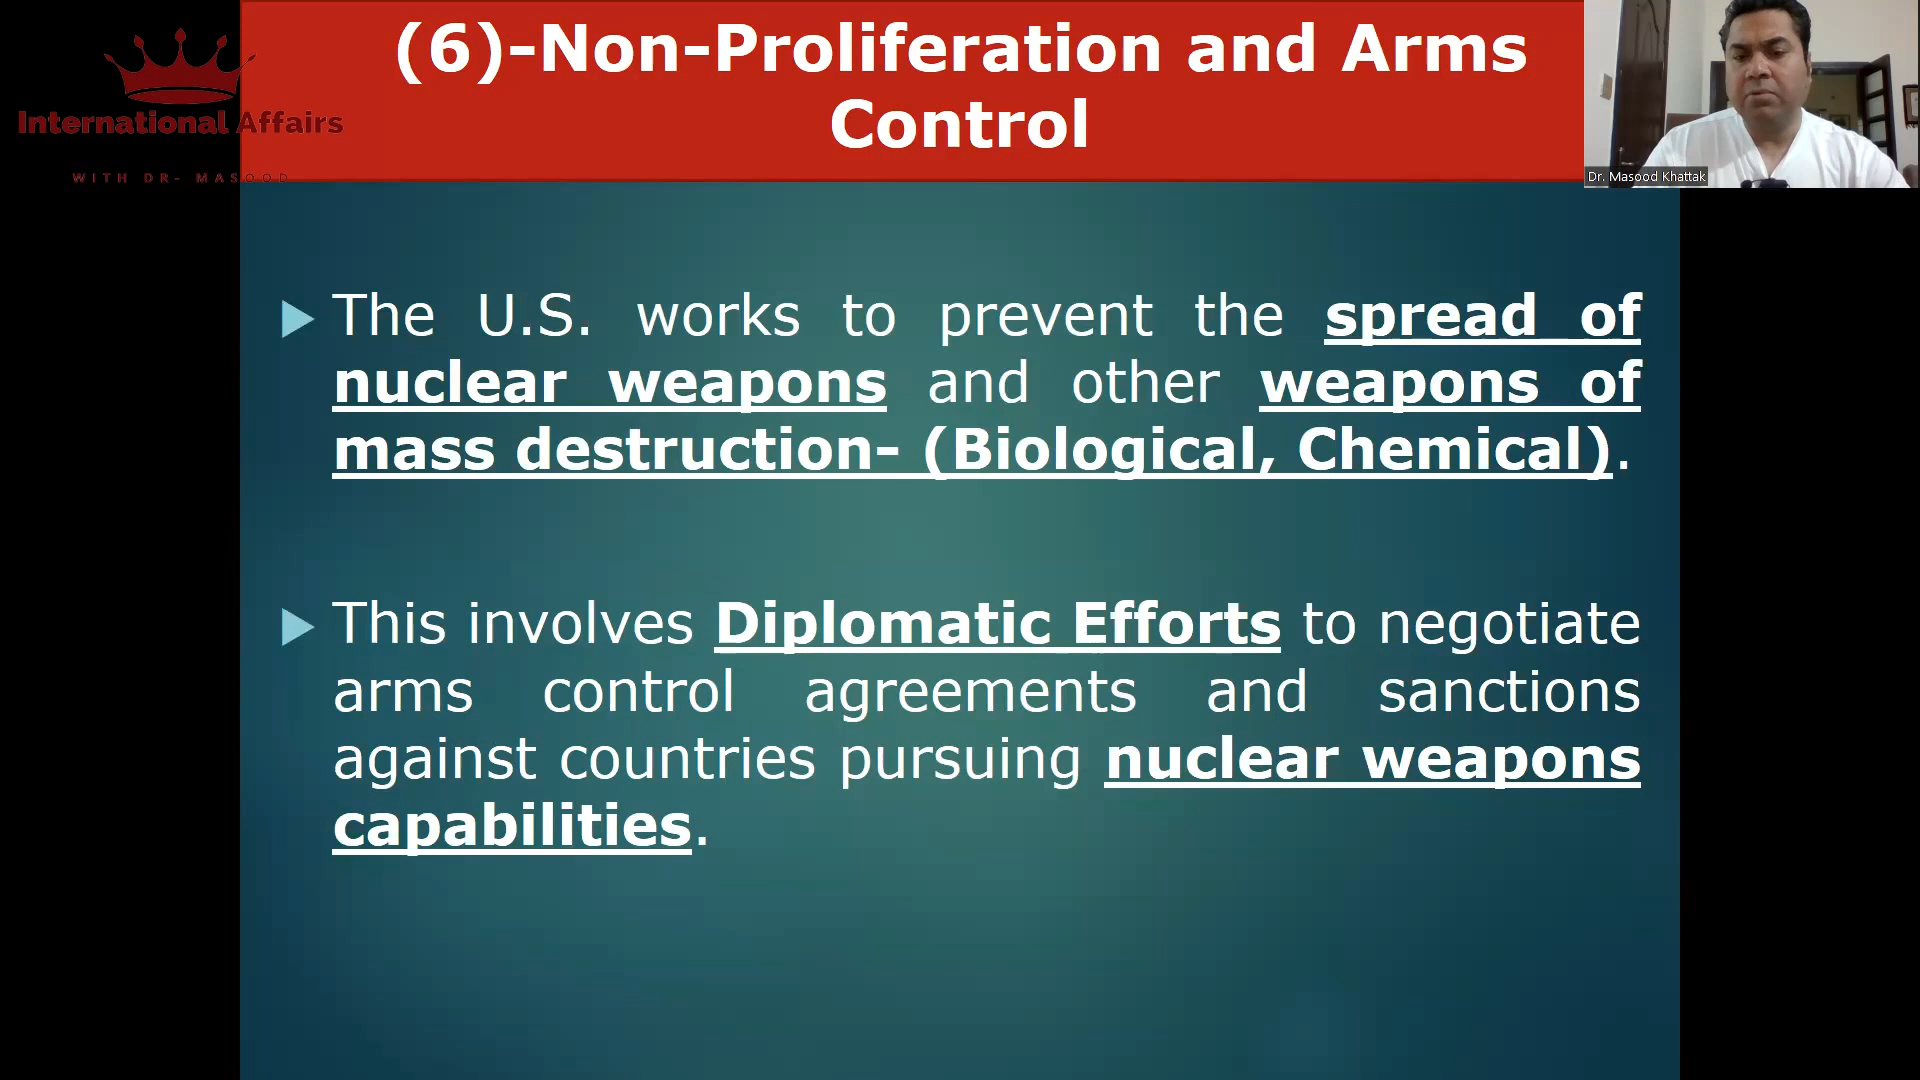 (6)-Non-Proliferation and Arms
Control
International Affairs
WITH DR- MASOOD
Dr. Masood Khattak
The U.S. works to prevent the spread of
nuclear weapons and other weapons of
mass destruction- (Biological, Chemical).
This involves Diplomatic Efforts to negotiate
arms control agreements and sanctions
against countries pursuing nuclear weapons
capabilities.